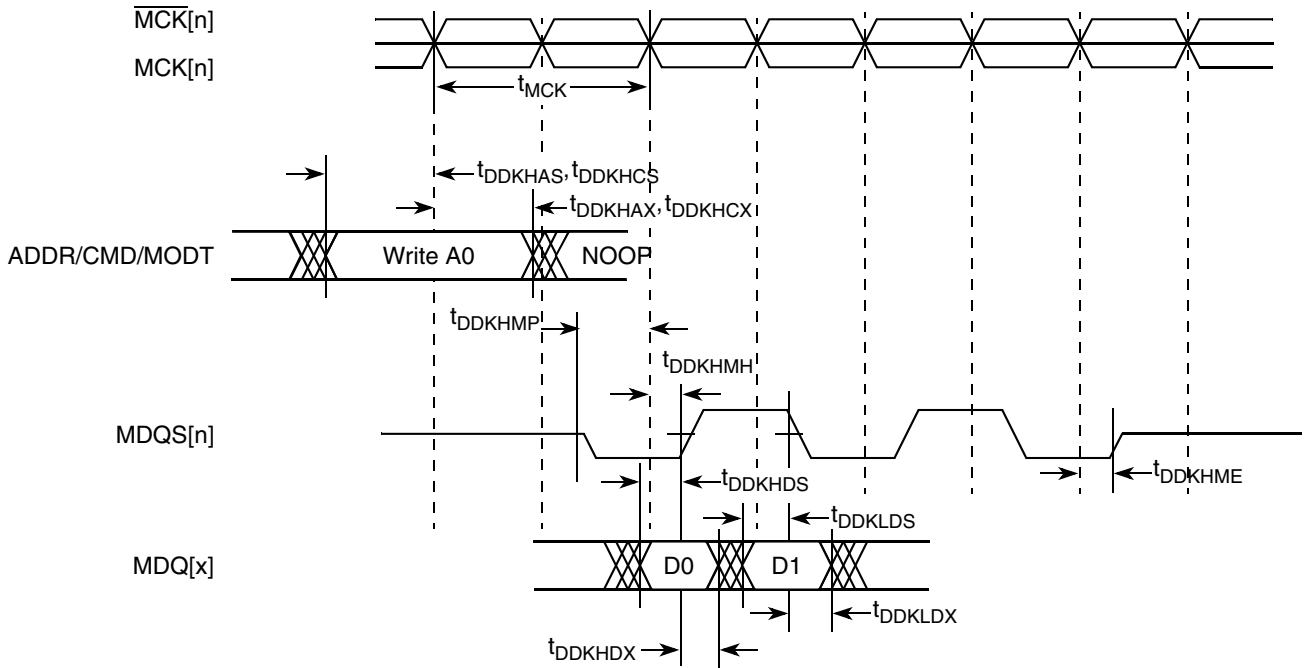 MCK[n]
MCK[n]
tMCK
tDDKHAS, tDDKHCS
tDDKHAX, tDDKHCX
ADDR/CMD/MODT
Write A0
NOOP
tDDKHMP
tDDKHMH
MDQS[n]
tDDKHDS
tDDKHME
tDDKLDS
MDQ[x]
D0
D1
tDDKLDX
tDDKHDX